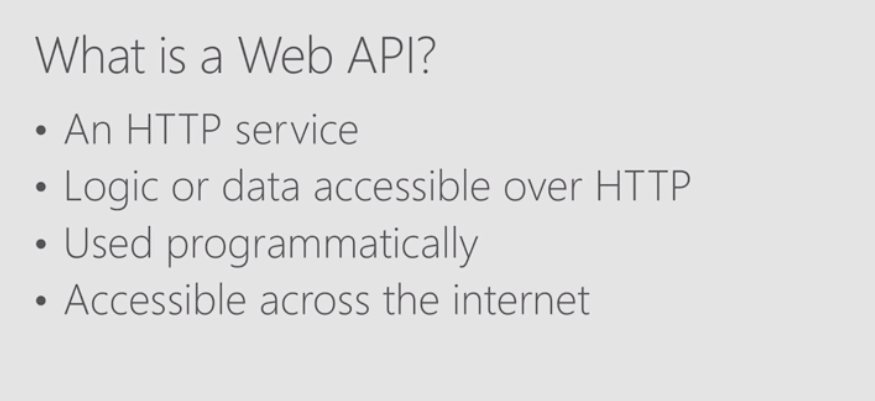 What is a Web API?
• An HTTP service
• Logic or data accessible over HTTP
• Used programmatically
• Accessible across the internet